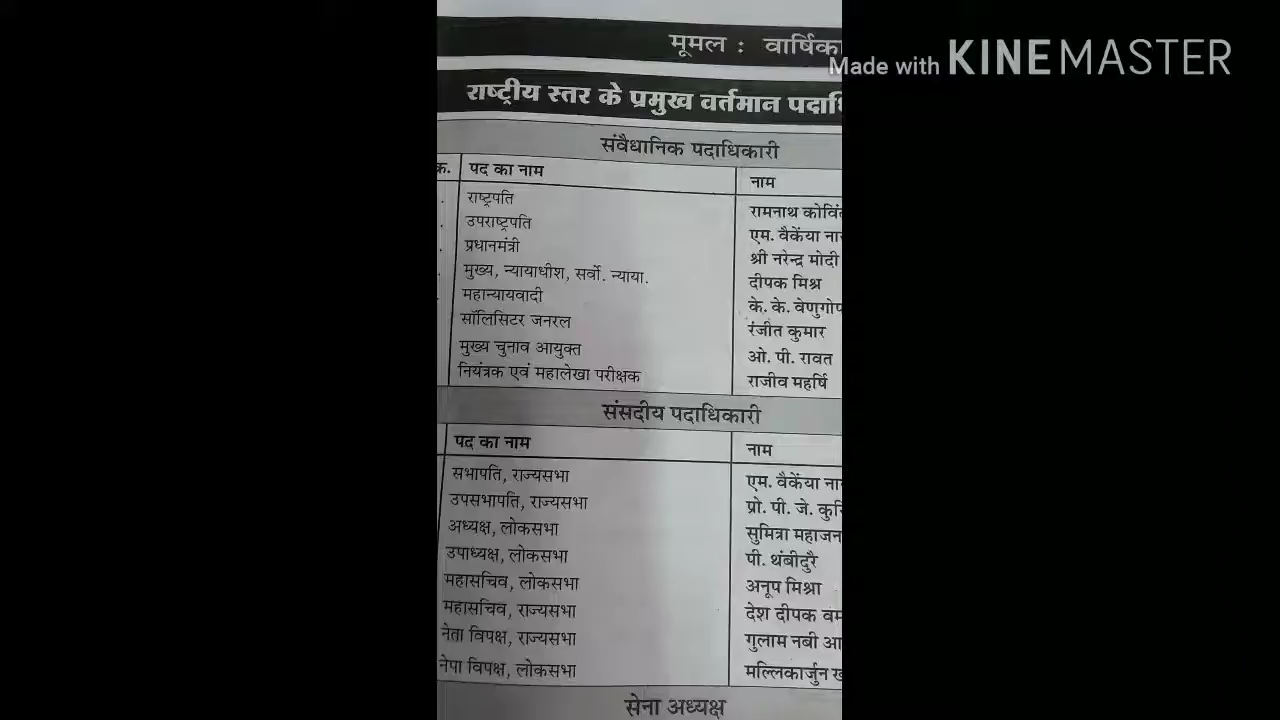 मूमल : वार्षिका
Made with KINEMASTER
राष्ट्रीय स्तर के प्रमुख वर्तमान पदाधि
संवैधानिक पदाधिकारी
क्र. पद का नाम नाम
राष्ट्रपति रामनाथ कोविंद
उपराष्ट्रपति एम. वैकेंया ना
प्रधानमंत्री श्री नरेन्द्र मोदी
मुख्य, न्यायाधीश, सर्वो. न्याया. दीपक मिश्र
महान्यायवादी के. के. वेणुगोप
सॉलिसिटर जनरल रंजीत कुमार
मुख्य चुनाव आयुक्त ओ. पी. रावत
नियंत्रक एवं महालेखा परीक्षक राजीव महर्षि
संसदीय पदाधिकारी
पद का नाम नाम
सभापति, राज्यसभा एम. वैकेंया ना
उपसभापति, राज्यसभा प्रो. पी. जे. कुरि
अध्यक्ष, लोकसभा सुमित्रा महाजन
उपाध्यक्ष, लोकसभा पी. थंबीदुरै
महासचिव, लोकसभा अनूप मिश्रा
महासचिव, राज्यसभा देश दीपक वर्म
नेता विपक्ष, राज्यसभा गुलाम नबी आ
नेपा विपक्ष, लोकसभा मल्लिकार्जुन ख
सेना अध्यक्ष